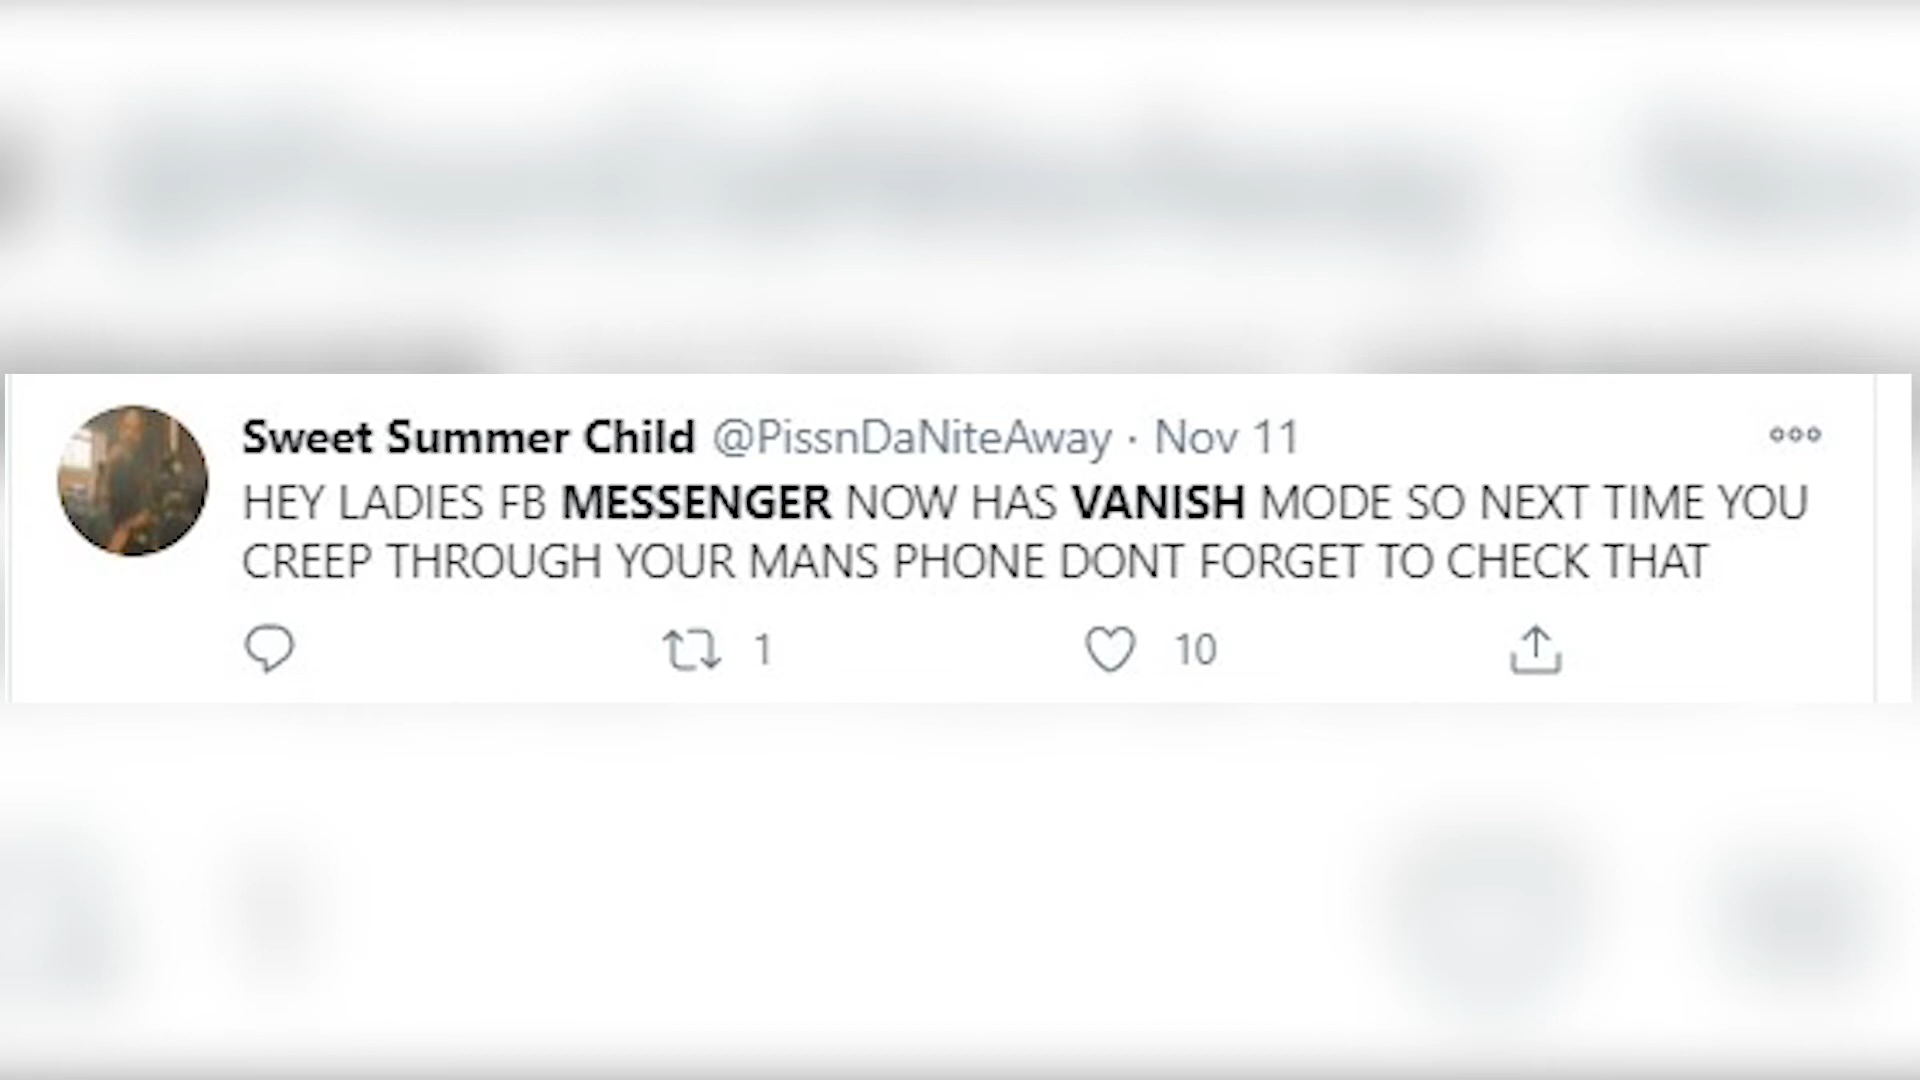 Sweet Summer Child @PissnDaNiteAway · Nov 11
HEY LADIES FB MESSENGER NOW HAS VANISH MODE SO NEXT TIME YOU
CREEP THROUGH YOUR MANS PHONE DONT FORGET TO CHECK THAT
1 10